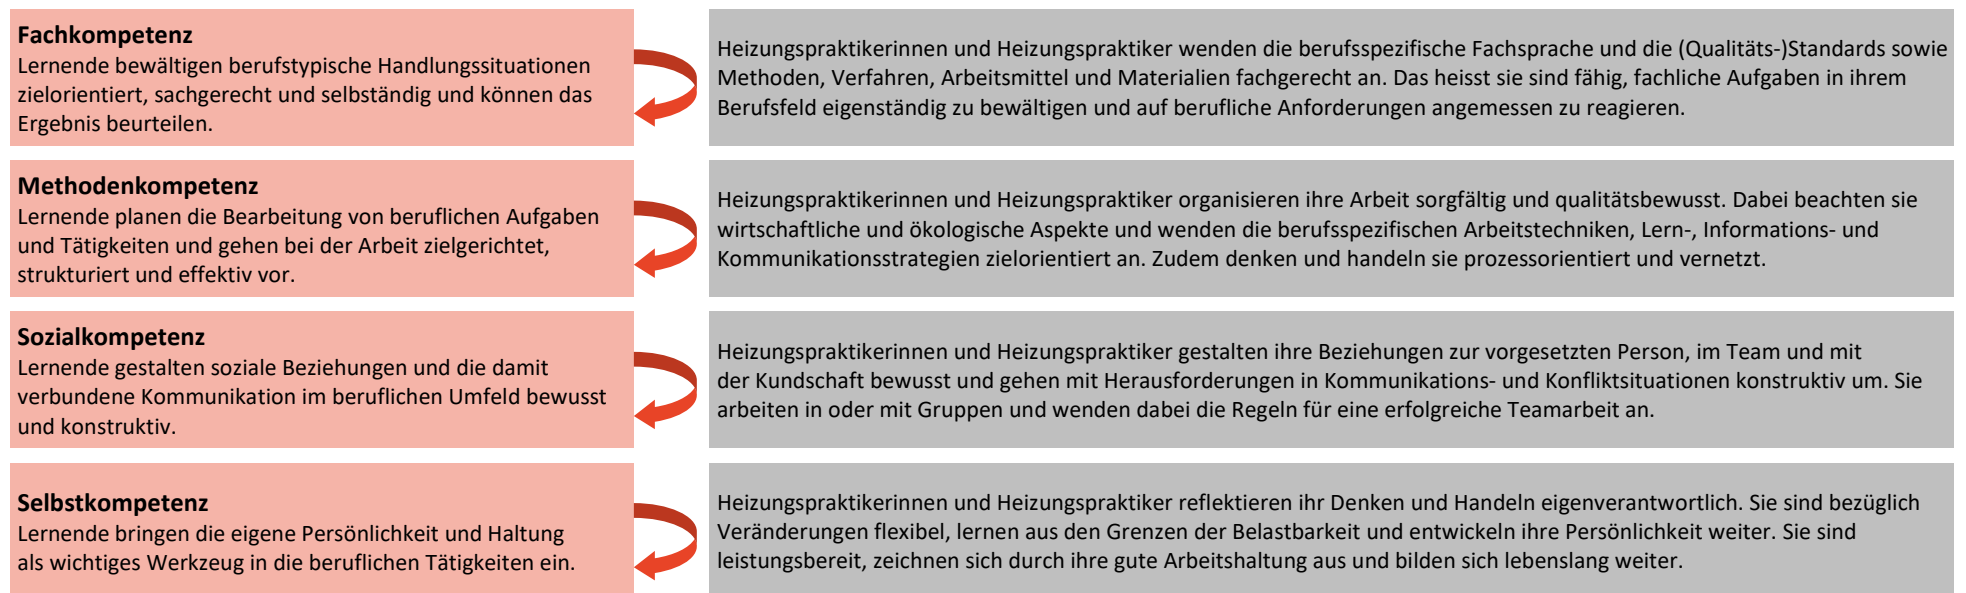 Fachkompetenz
Lernende bewältigen berufstypische Handlungssituationen
zielorientiert, sachgerecht und selbständig und können das
Ergebnis beurteilen.
Heizungspraktikerinnen und Heizungspraktiker wenden die berufsspezifische Fachsprache und die (Qualitäts-)Standards sowie
Methoden, Verfahren, Arbeitsmittel und Materialien fachgerecht an. Das heisst sie sind fähig, fachliche Aufgaben in ihrem
Berufsfeld eigenständig zu bewältigen und auf berufliche Anforderungen angemessen zu reagieren.
Methodenkompetenz
Lernende planen die Bearbeitung von beruflichen Aufgaben
und Tätigkeiten und gehen bei der Arbeit zielgerichtet,
strukturiert und effektiv vor.
Heizungspraktikerinnen und Heizungspraktiker organisieren ihre Arbeit sorgfältig und qualitätsbewusst. Dabei beachten sie
wirtschaftliche und ökologische Aspekte und wenden die berufsspezifischen Arbeitstechniken, Lern-, Informations- und
Kommunikationsstrategien zielorientiert an. Zudem denken und handeln sie prozessorientiert und vernetzt.
Sozialkompetenz
Lernende gestalten soziale Beziehungen und die damit
verbundene Kommunikation im beruflichen Umfeld bewusst
und konstruktiv.
Heizungspraktikerinnen und Heizungspraktiker gestalten ihre Beziehungen zur vorgesetzten Person, im Team und mit
der Kundschaft bewusst und gehen mit Herausforderungen in Kommunikations- und Konfliktsituationen konstruktiv um. Sie
arbeiten in oder mit Gruppen und wenden dabei die Regeln für eine erfolgreiche Teamarbeit an.
Selbstkompetenz
Lernende bringen die eigene Persönlichkeit und Haltung
als wichtiges Werkzeug in die beruflichen Tätigkeiten ein.
Heizungspraktikerinnen und Heizungspraktiker reflektieren ihr Denken und Handeln eigenverantwortlich. Sie sind bezüglich
Veränderungen flexibel, lernen aus den Grenzen der Belastbarkeit und entwickeln ihre Persönlichkeit weiter. Sie sind
leistungsbereit, zeichnen sich durch ihre gute Arbeitshaltung aus und bilden sich lebenslang weiter.